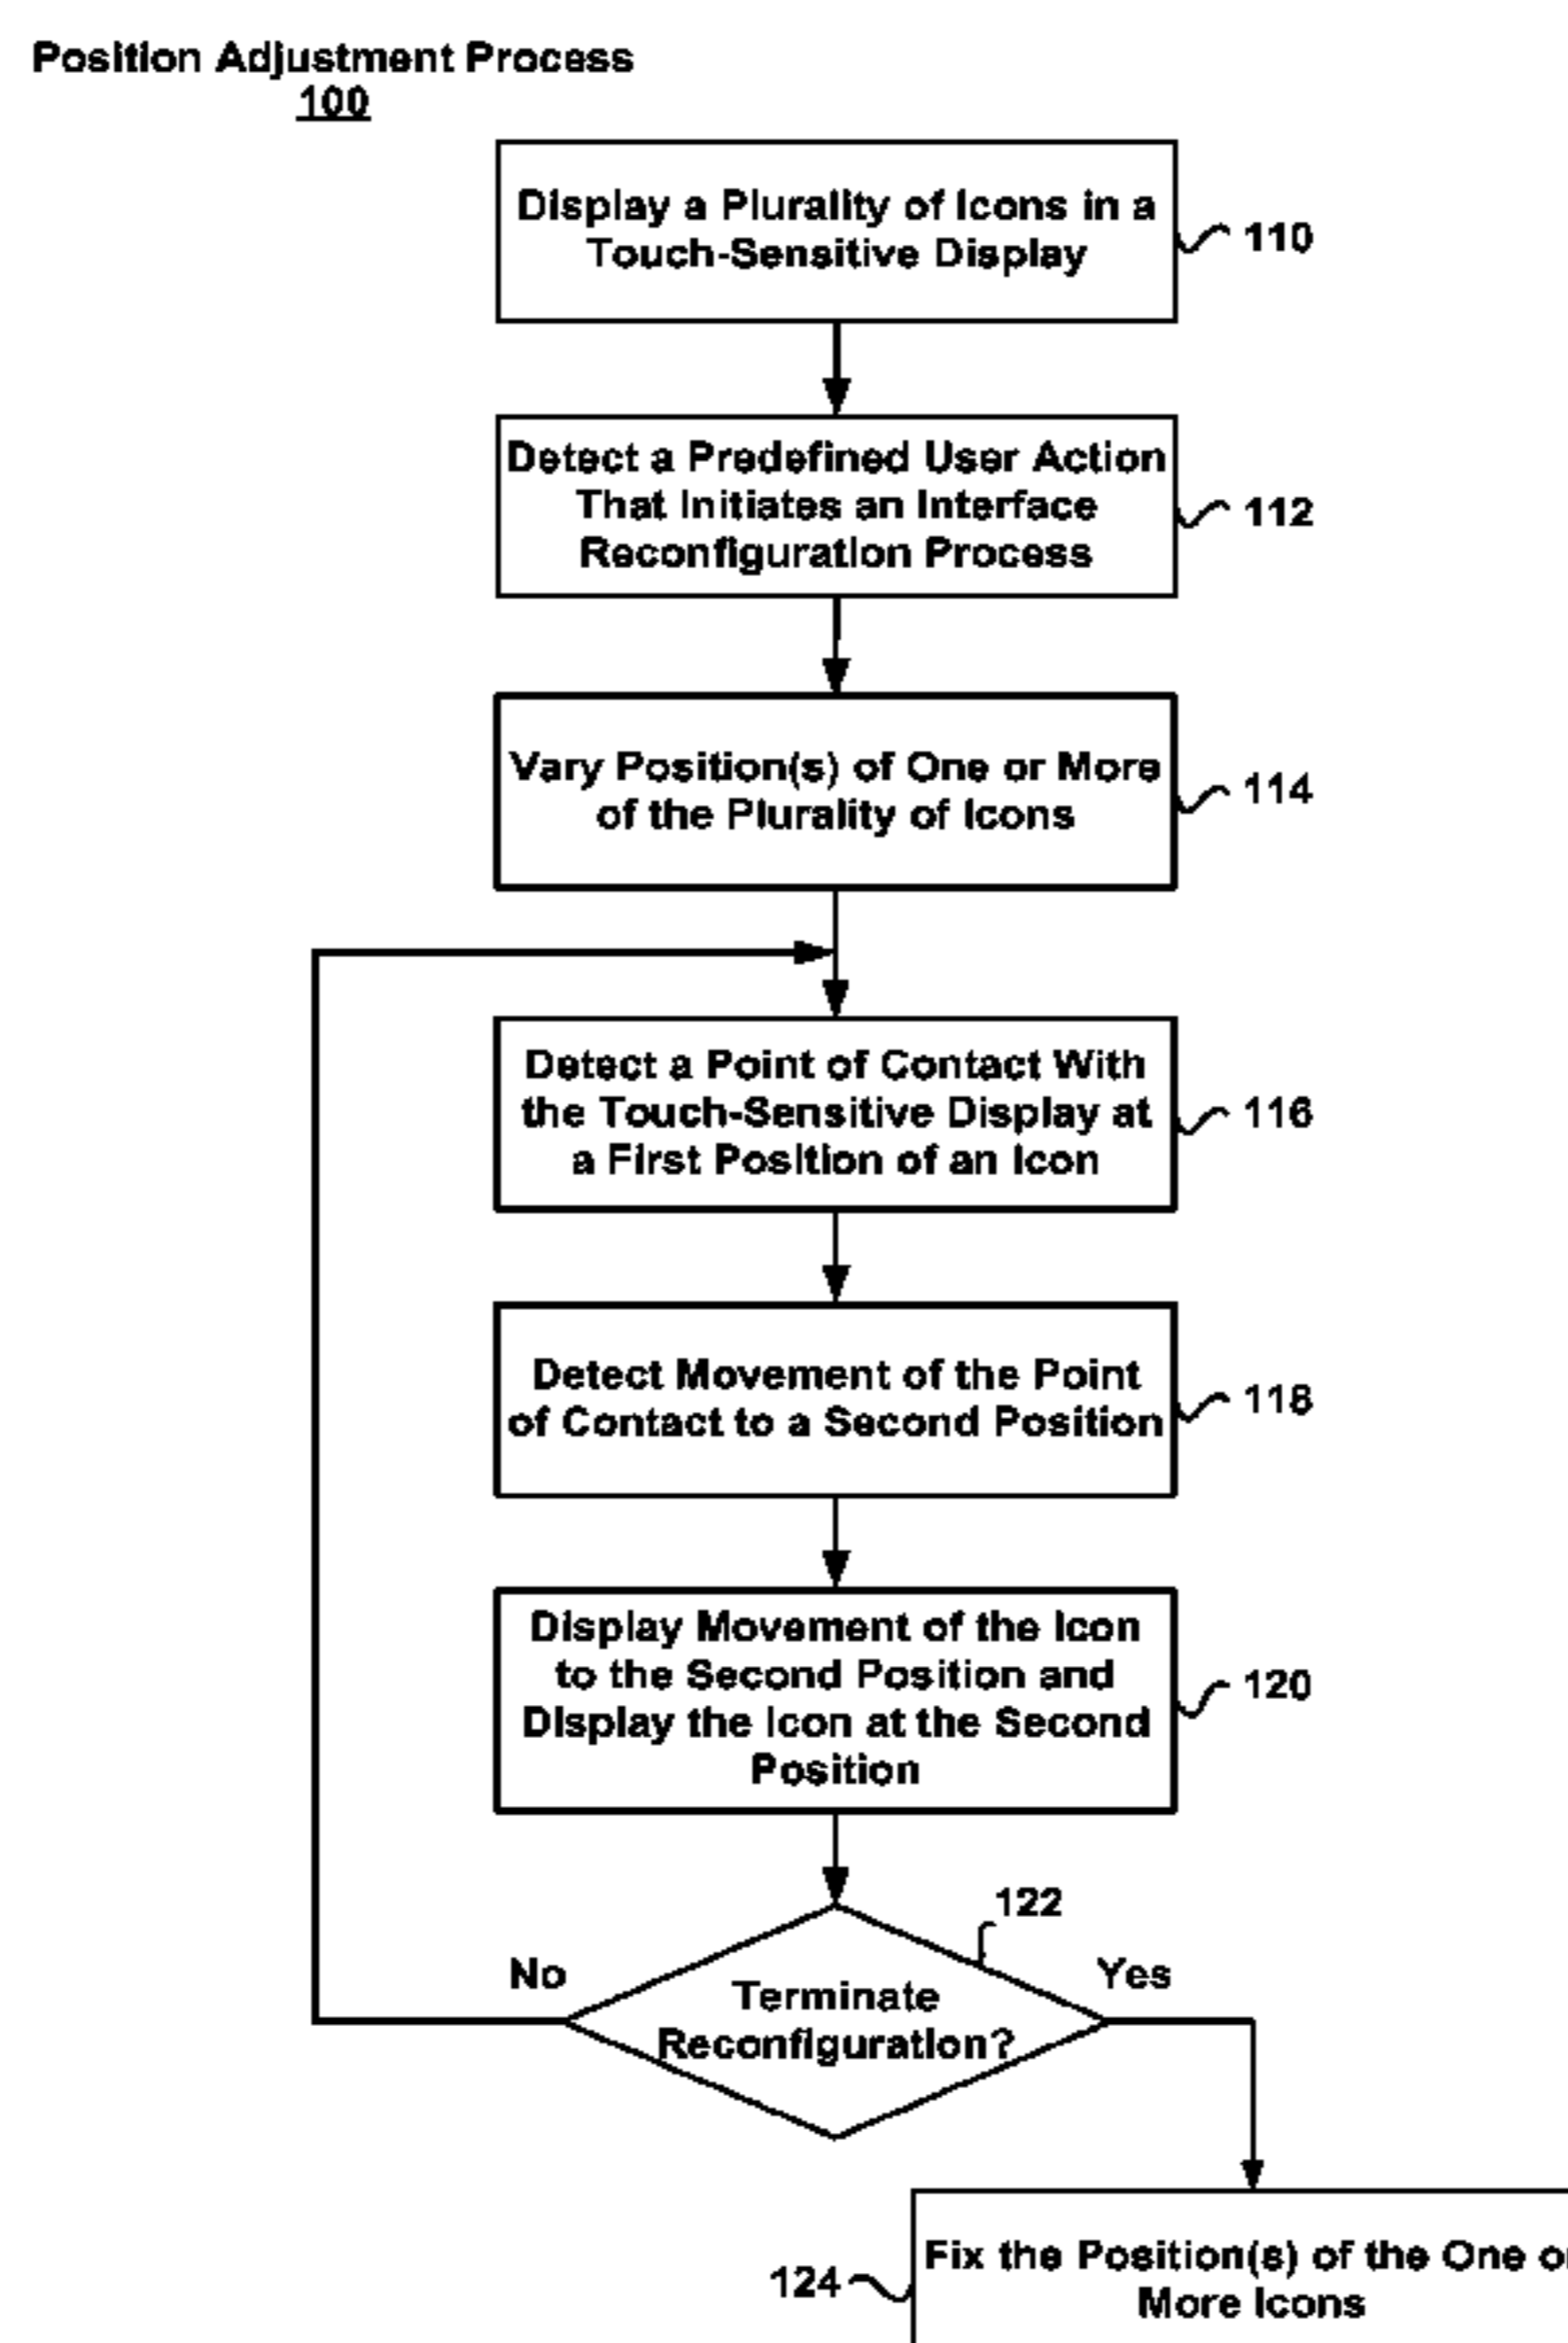 Position Adjustment Process
100
Display a Plurality of Icons in a
Touch-Sensitive Display
110
Detect a Predefined User Action
That Initiates an Interface
Reconfiguration Process
112
Vary Position(s) of One or More
of the Plurality of Icons
114
Detect a Point of Contact With
the Touch-Sensitive Display at
a First Position of an Icon
116
Detect Movement of the Point
of Contact to a Second Position
118
Display Movement of the Icon
to the Second Position and
Display the Icon at the Second
Position
120
122
No
Yes
Terminate
Reconfiguration?
Fix the Position(s) of the One
More Icons
124